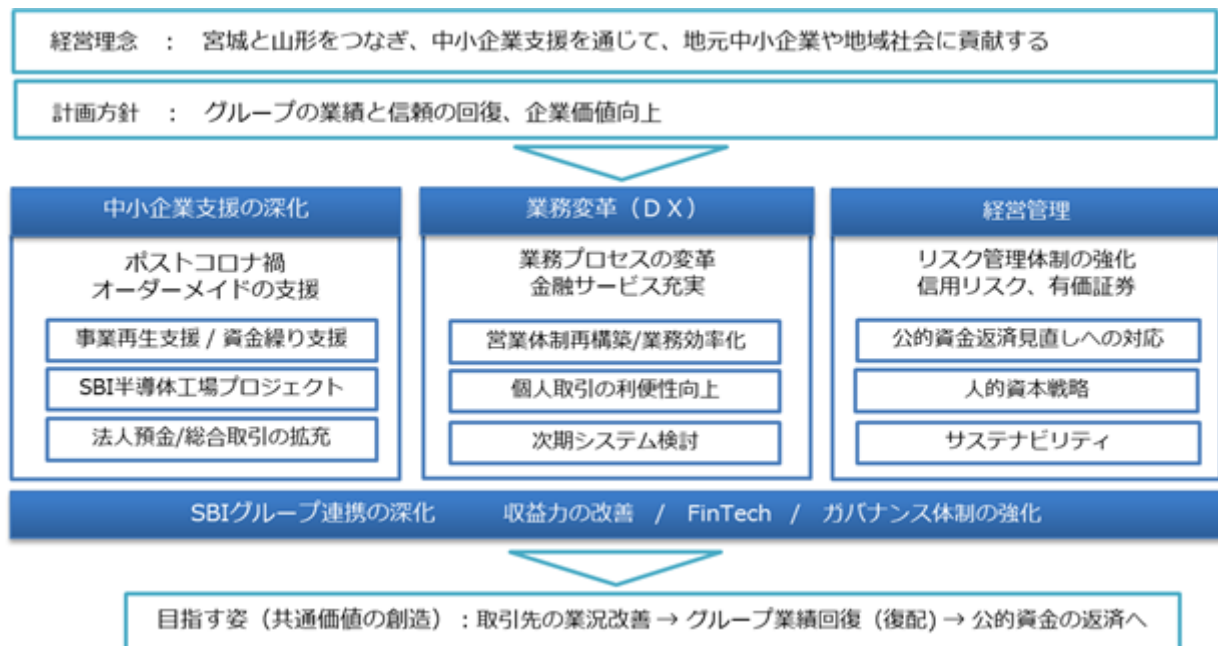 経営理念 ： 宮城と山形をつなぎ、中小企業支援を通じて、地元中小企業や地域社会に貢献する
計画方針 ： グループの業績と信頼の回復、企業価値向上
中小企業支援の深化
ポストコロナ禍
オーダーメイドの支援
事業再生支援 / 資金繰り支援
SBI半導体工場プロジェクト
法人預金/総合取引の拡充
業務変革（ＤＸ）
業務プロセスの変革
金融サービス充実
営業体制再構築/業務効率化
個人取引の利便性向上
次期システム検討
経営管理
リスク管理体制の強化
信用リスク、有価証券
公的資金返済見直しへの対応
人的資本戦略
サステナビリティ
SBIグループ連携の深化 収益力の改善 / FinTech / ガバナンス体制の強化
目指す姿（共通価値の創造）：取引先の業況改善 → グループ業績回復（復配) → 公的資金の返済へ